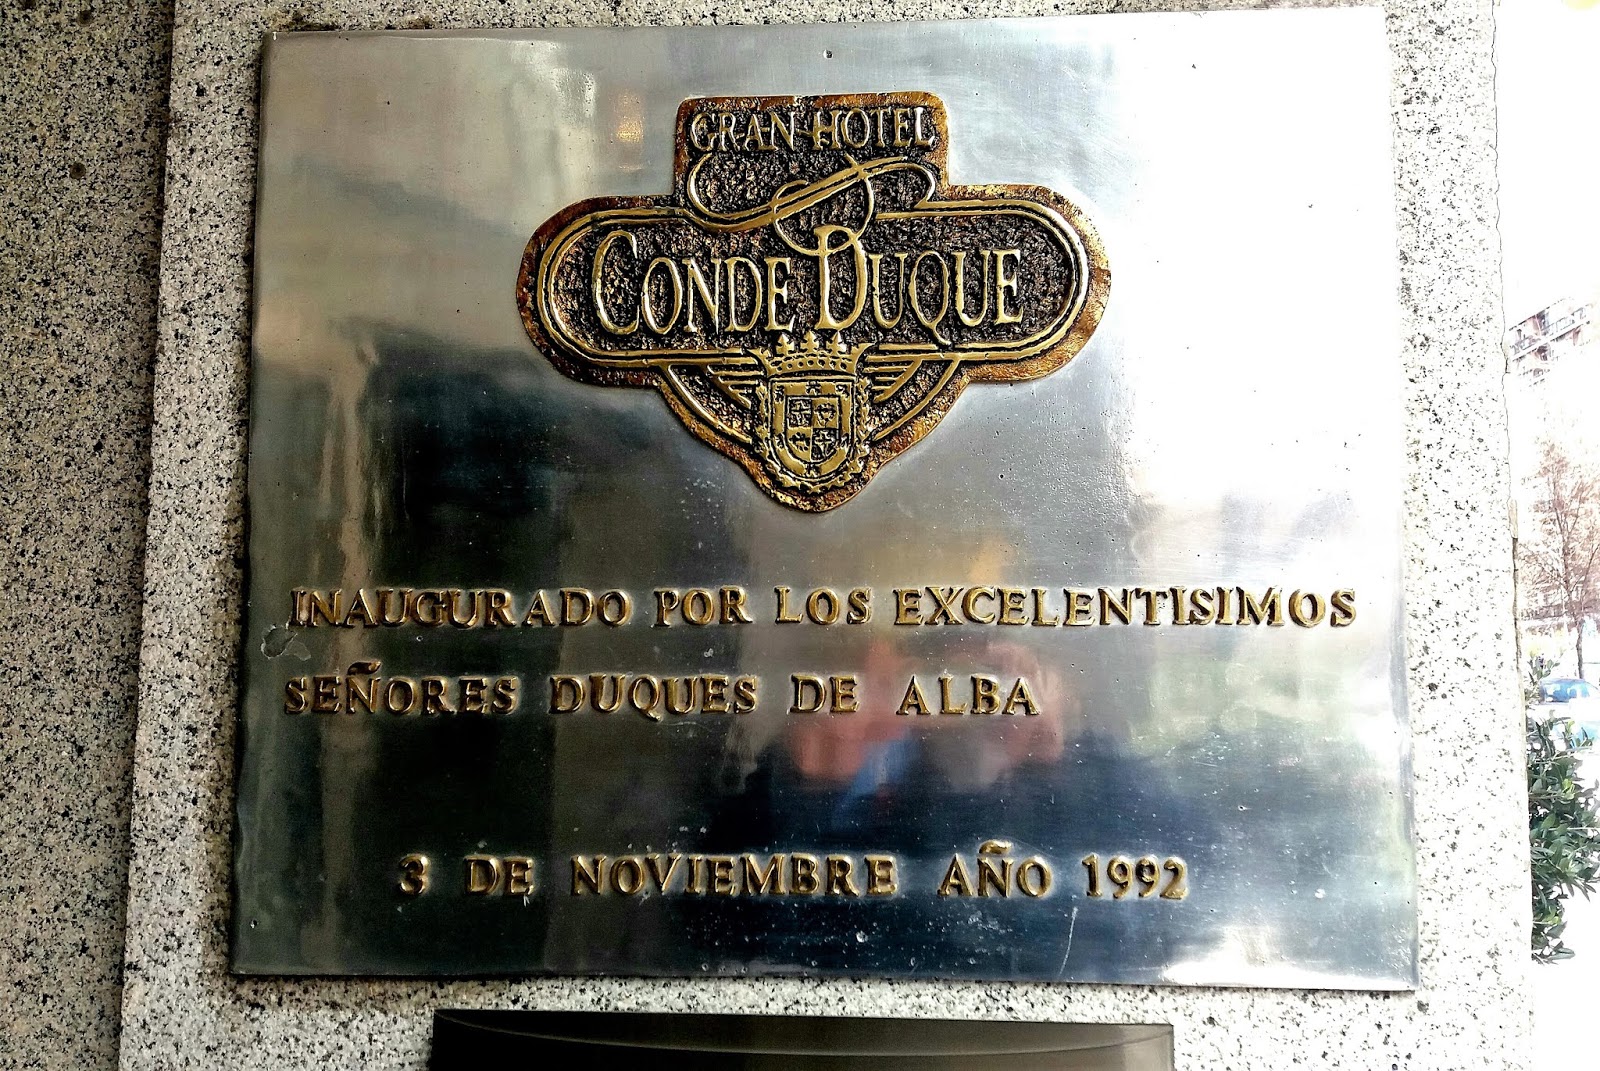 GRAN HOTEL
CONDE DUQUE
INAUGURADO POR LOS EXCELENTISIMOS
SEÑORES DUQUES DE ALBA
3 DE NOVIEMBRE AÑO 1992